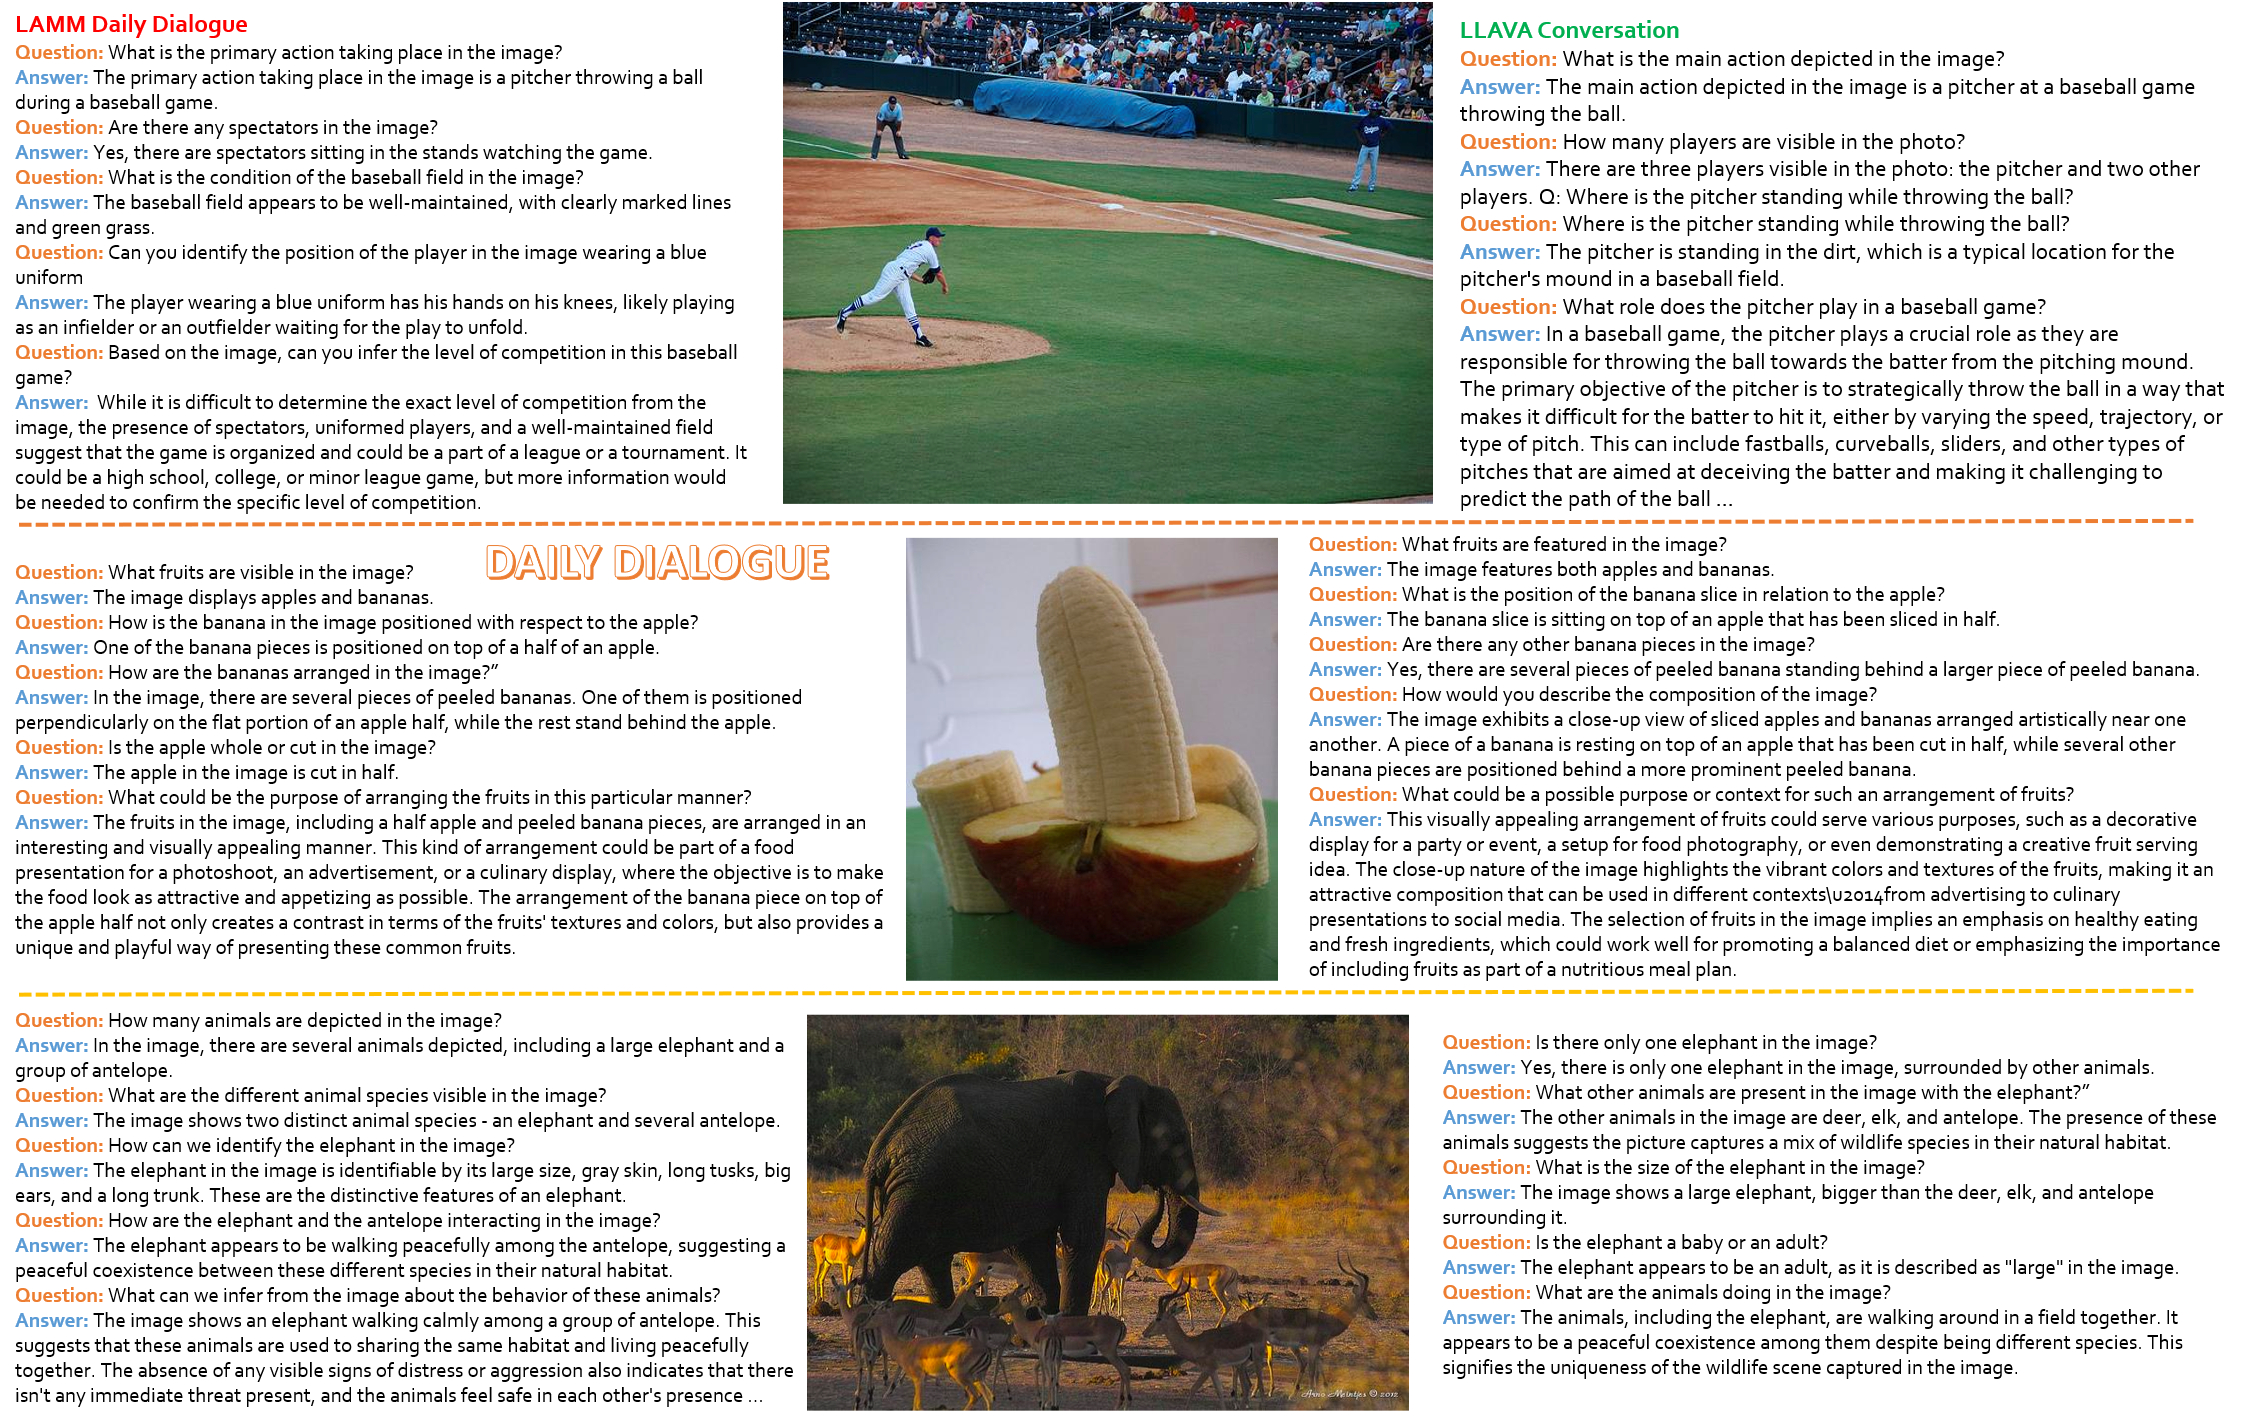 LAMM Daily Dialogue
Question: What is the primary action taking place in the image?
Answer: The primary action taking place in the image is a pitcher throwing a ball
during a baseball game.
Question: Are there any spectators in the image?
Answer: Yes, there are spectators sitting in the stands watching the game.
Question: What is the condition of the baseball field in the image?
Answer: The baseball field appears to be well-maintained, with clearly marked lines
and green grass.
Question: Can you identify the position of the player in the image wearing a blue
uniform
Answer: The player wearing a blue uniform has his hands on his knees, likely playing
as an infielder or an outfielder waiting for the play to unfold.
Question: Based on the image, can you infer the level of competition in this baseball
game?
Answer:  While it is difficult to determine the exact level of competition from the
image, the presence of spectators, uniformed players, and a well-maintained field
suggest that the game is organized and could be a part of a league or a tournament. It
could be a high school, college, or minor league game, but more information would
be needed to confirm the specific level of competition.
LLAVA Conversation
Question: What is the main action depicted in the image?
Answer: The main action depicted in the image is a pitcher at a baseball game
throwing the ball.
Question: How many players are visible in the photo?
Answer: There are three players visible in the photo: the pitcher and two other
players. Q: Where is the pitcher standing while throwing the ball?
Question: Where is the pitcher standing while throwing the ball?
Answer: The pitcher is standing in the dirt, which is a typical location for the
pitcher's mound in a baseball field.
Question: What role does the pitcher play in a baseball game?
Answer: In a baseball game, the pitcher plays a crucial role as they are
responsible for throwing the ball towards the batter from the pitching mound.
The primary objective of the pitcher is to strategically throw the ball in a way that
makes it difficult for the batter to hit it, either by varying the speed, trajectory, or
type of pitch. This can include fastballs, curveballs, sliders, and other types of
pitches that are aimed at deceiving the batter and making it challenging to
predict the path of the ball ...
DAILY DIALOGUE
Question: What fruits are visible in the image?
Answer: The image displays apples and bananas.
Question: How is the banana in the image positioned with respect to the apple?
Answer: One of the banana pieces is positioned on top of a half of an apple.
Question: How are the bananas arranged in the image?”
Answer: In the image, there are several pieces of peeled bananas. One of them is positioned
perpendicularly on the flat portion of an apple half, while the rest stand behind the apple.
Question: Is the apple whole or cut in the image?
Answer: The apple in the image is cut in half.
Question: What could be the purpose of arranging the fruits in this particular manner?
Answer: The fruits in the image, including a half apple and peeled banana pieces, are arranged in an
interesting and visually appealing manner. This kind of arrangement could be part of a food
presentation for a photoshoot, an advertisement, or a culinary display, where the objective is to make
the food look as attractive and appetizing as possible. The arrangement of the banana piece on top of
the apple half not only creates a contrast in terms of the fruits' textures and colors, but also provides a
unique and playful way of presenting these common fruits.
Question: What fruits are featured in the image?
Answer: The image features both apples and bananas.
Question: What is the position of the banana slice in relation to the apple?
Answer: The banana slice is sitting on top of an apple that has been sliced in half.
Question: Are there any other banana pieces in the image?
Answer: Yes, there are several pieces of peeled banana standing behind a larger piece of peeled banana.
Question: How would you describe the composition of the image?
Answer: The image exhibits a close-up view of sliced apples and bananas arranged artistically near one
another. A piece of a banana is resting on top of an apple that has been cut in half, while several other
banana pieces are positioned behind a more prominent peeled banana.
Question: What could be a possible purpose or context for such an arrangement of fruits?
Answer: This visually appealing arrangement of fruits could serve various purposes, such as a decorative
display for a party or event, a setup for food photography, or even demonstrating a creative fruit serving
idea. The close-up nature of the image highlights the vibrant colors and textures of the fruits, making it an
attractive composition that can be used in different contexts\u2014from advertising to culinary
presentations to social media. The selection of fruits in the image implies an emphasis on healthy eating
and fresh ingredients, which could work well for promoting a balanced diet or emphasizing the importance
of including fruits as part of a nutritious meal plan.
Question: How many animals are depicted in the image?
Answer: In the image, there are several animals depicted, including a large elephant and a
group of antelope.
Question: What are the different animal species visible in the image?
Answer: The image shows two distinct animal species - an elephant and several antelope.
Question: How can we identify the elephant in the image?
Answer: The elephant in the image is identifiable by its large size, gray skin, long tusks, big
ears, and a long trunk. These are the distinctive features of an elephant.
Question: How are the elephant and the antelope interacting in the image?
Answer: The elephant appears to be walking peacefully among the antelope, suggesting a
peaceful coexistence between these different species in their natural habitat.
Question: What can we infer from the image about the behavior of these animals?
Answer: The image shows an elephant walking calmly among a group of antelope. This
suggests that these animals are used to sharing the same habitat and living peacefully
together. The absence of any visible signs of distress or aggression also indicates that there
isn't any immediate threat present, and the animals feel safe in each other's presence ...
Arno Meintjes © 2012
Question: Is there only one elephant in the image?
Answer: Yes, there is only one elephant in the image, surrounded by other animals.
Question: What other animals are present in the image with the elephant?”
Answer: The other animals in the image are deer, elk, and antelope. The presence of these
animals suggests the picture captures a mix of wildlife species in their natural habitat.
Question: What is the size of the elephant in the image?
Answer: The image shows a large elephant, bigger than the deer, elk, and antelope
surrounding it.
Question: Is the elephant a baby or an adult?
Answer: The elephant appears to be an adult, as it is described as "large" in the image.
Question: What are the animals doing in the image?
Answer: The animals, including the elephant, are walking around in a field together. It
appears to be a peaceful coexistence among them despite being different species. This
signifies the uniqueness of the wildlife scene captured in the image.